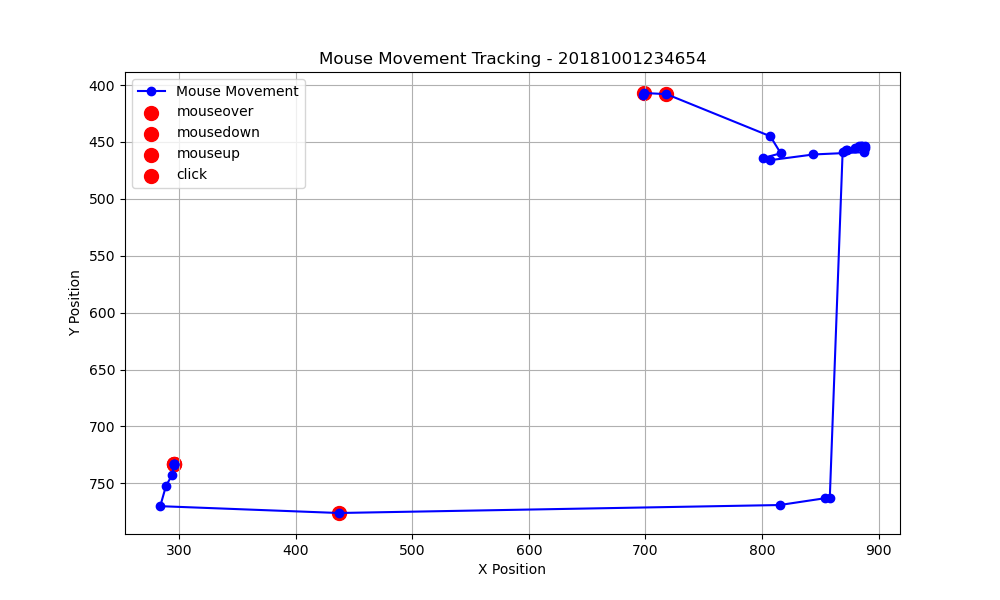 Mouse Movement Tracking - 20181001234654
Mouse Movement
mouseover
mousedown
mouseup
click
400
450
500
550
600
650
700
750
Y Position
300 400 500 600 700 800 900
X Position